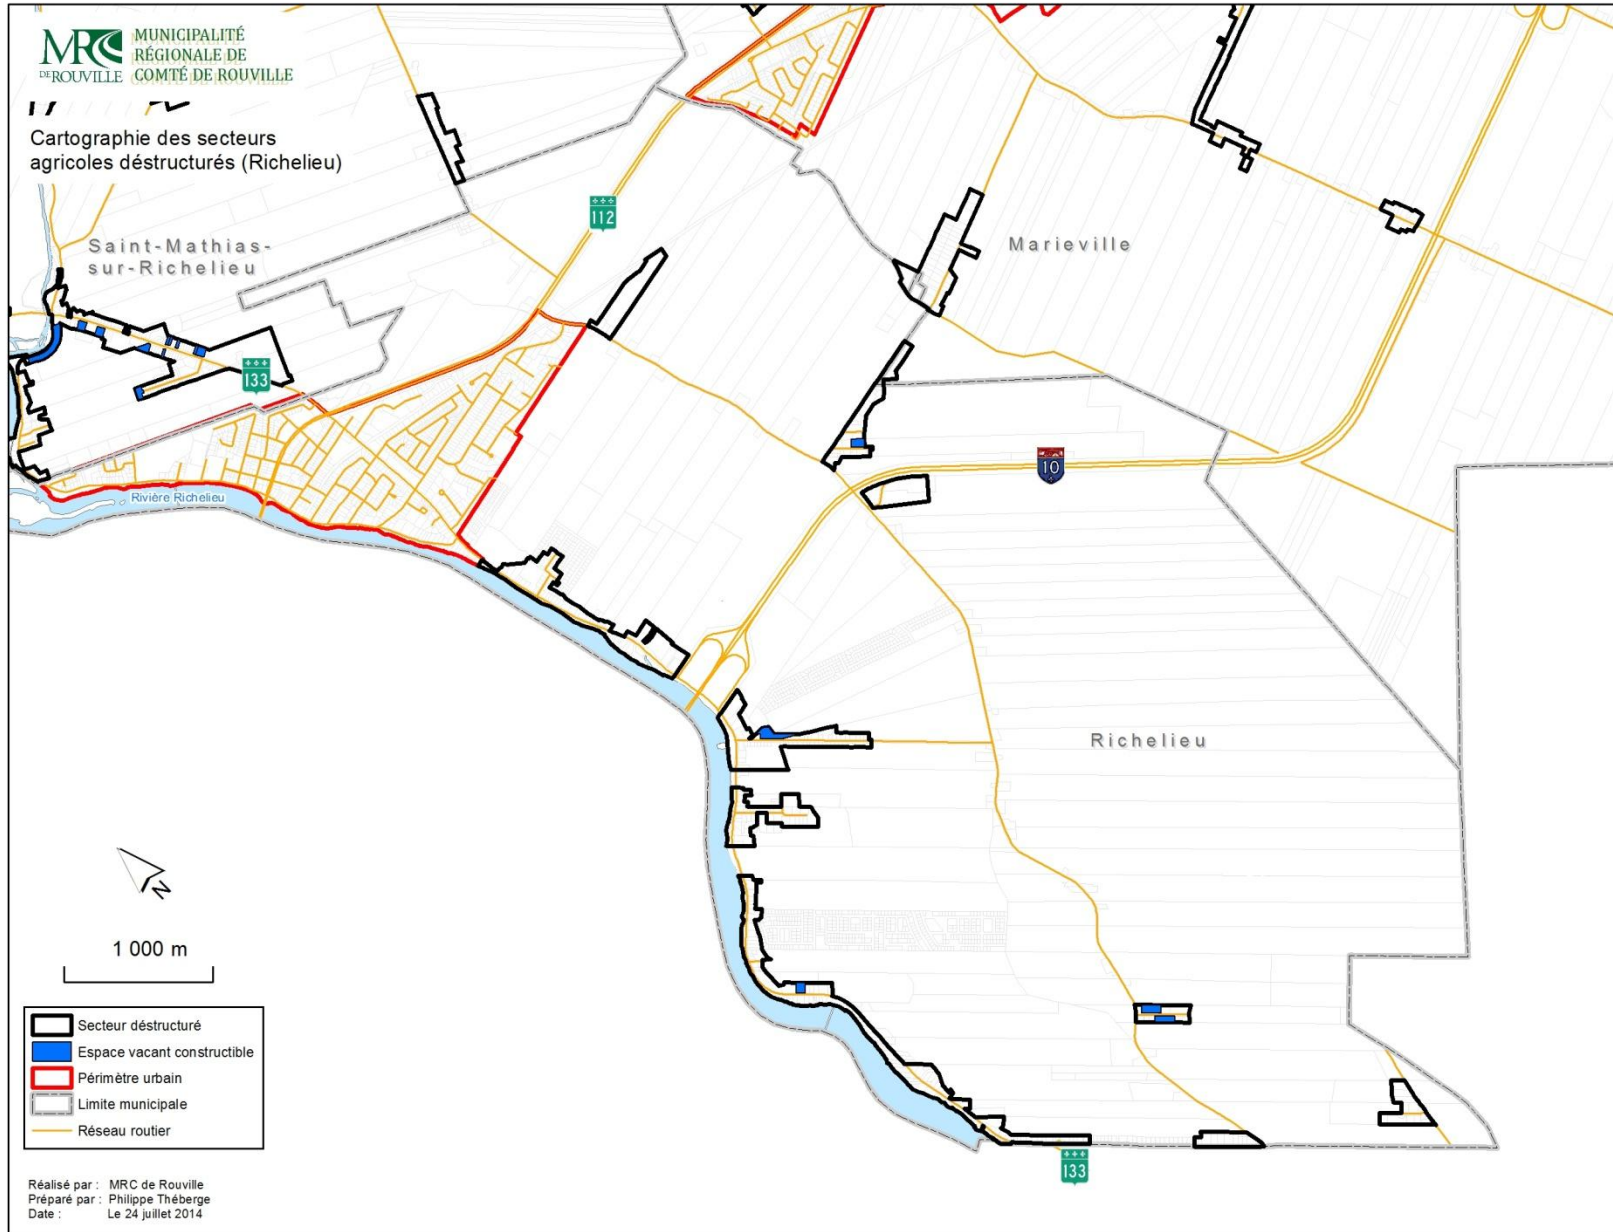 MRC
DE ROUVILLE
MUNICIPALITÉ
RÉGIONALE DE
COMTÉ DE ROUVILLE
Cartographie des secteurs
agricoles déstructurés (Richelieu)
112
Saint-Mathias-
sur-Richelieu
Marieville
133
10
Rivière Richelieu
Richelieu
N
1 000 m
Secteur déstructuré
Espace vacant constructible
Périmètre urbain
Limite municipale
Réseau routier
133
Réalisé par : MRC de Rouville
Préparé par : Philippe Théberge
Date : Le 24 juillet 2014